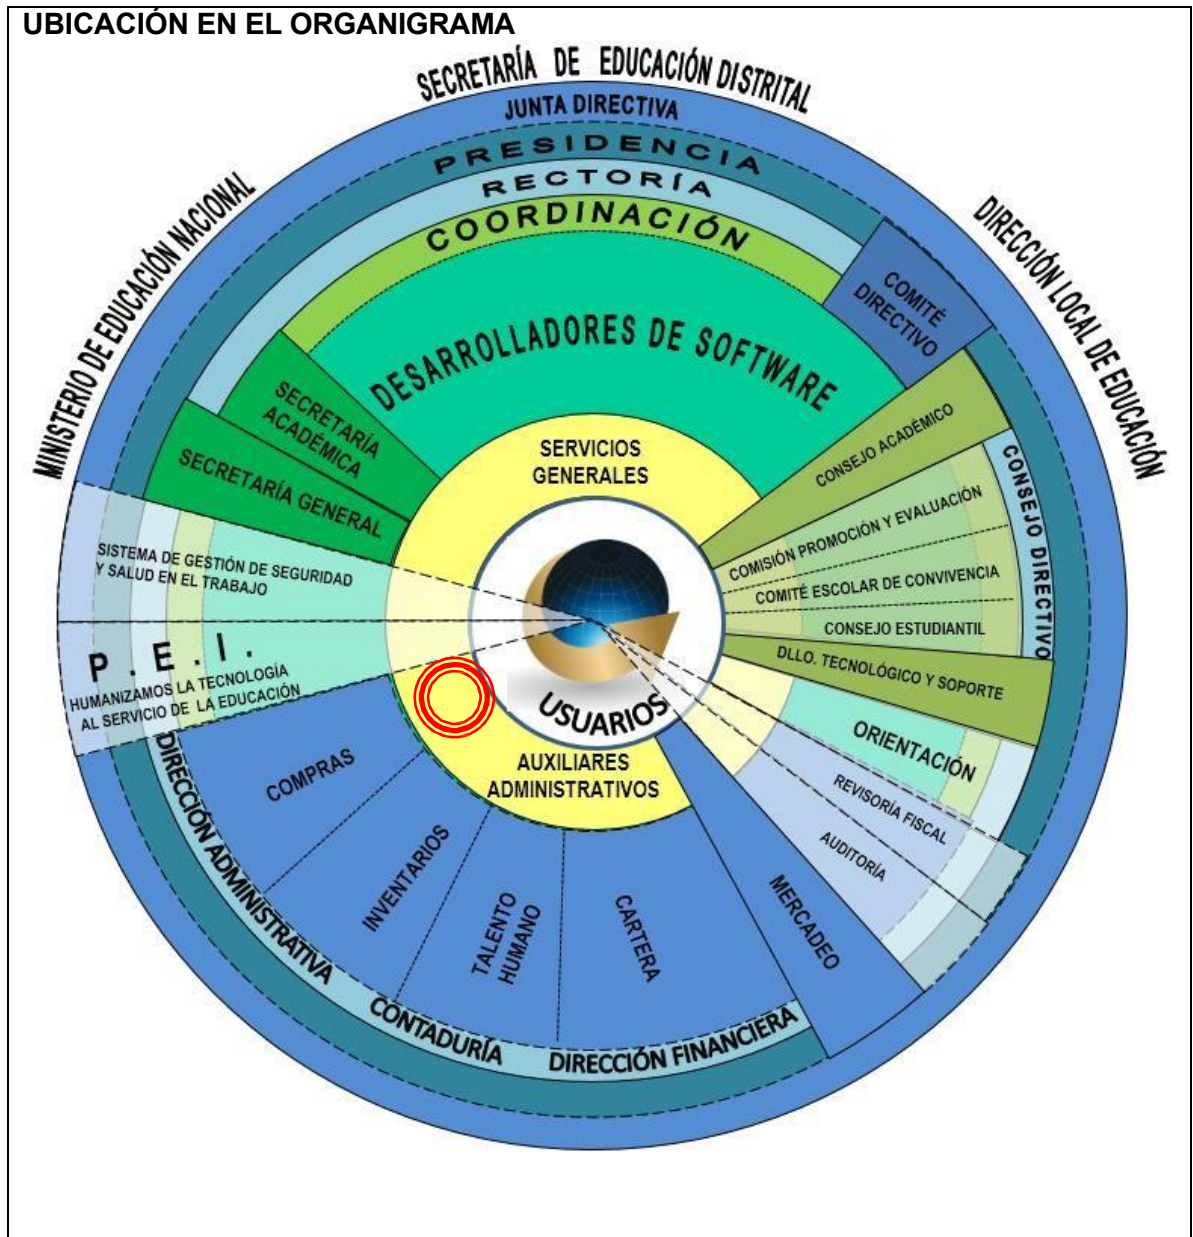 UBICACIÓN EN EL ORGANIGRAMA
SECRETARÍA DE EDUCACIÓN DISTRITAL
MINISTERIO DE EDUCACIÓN NACIONAL
DIRECCIÓN LOCAL DE EDUCACIÓN
JUNTA DIRECTIVA
PRESIDENCIA
RECTORÍA
COORDINACIÓN
DESARROLLADORES DE SOFTWARE
COMITÉ
DIRECTIVO
SECRETARÍA
ACADÉMICA
SECRETARÍA GENERAL
SERVICIOS
GENERALES
CONSEJO ACADÉMICO
CONSEJO DIRECTIVO
COMISIÓN PROMOCIÓN Y EVALUACIÓN
COMITÉ ESCOLAR DE CONVIVENCIA
CONSEJO ESTUDIANTIL
SISTEMA DE GESTIÓN DE SEGURIDAD
Y SALUD EN EL TRABAJO
P.E.I.
HUMANIZAMOS LA TECNOLOGÍA
AL SERVICIO DE LA EDUCACIÓN
DLLO. TECNOLÓGICO Y SOPORTE
ORIENTACIÓN
REVISORÍA FISCAL
AUDITORÍA
USUARIOS
AUXILIARES
ADMINISTRATIVOS
COMPRAS
INVENTARIOS
TALENTO
HUMANO
CARTERA
MERCADEO
DIRECCIÓN ADMINISTRATIVA
CONTADURÍA
DIRECCIÓN FINANCIERA